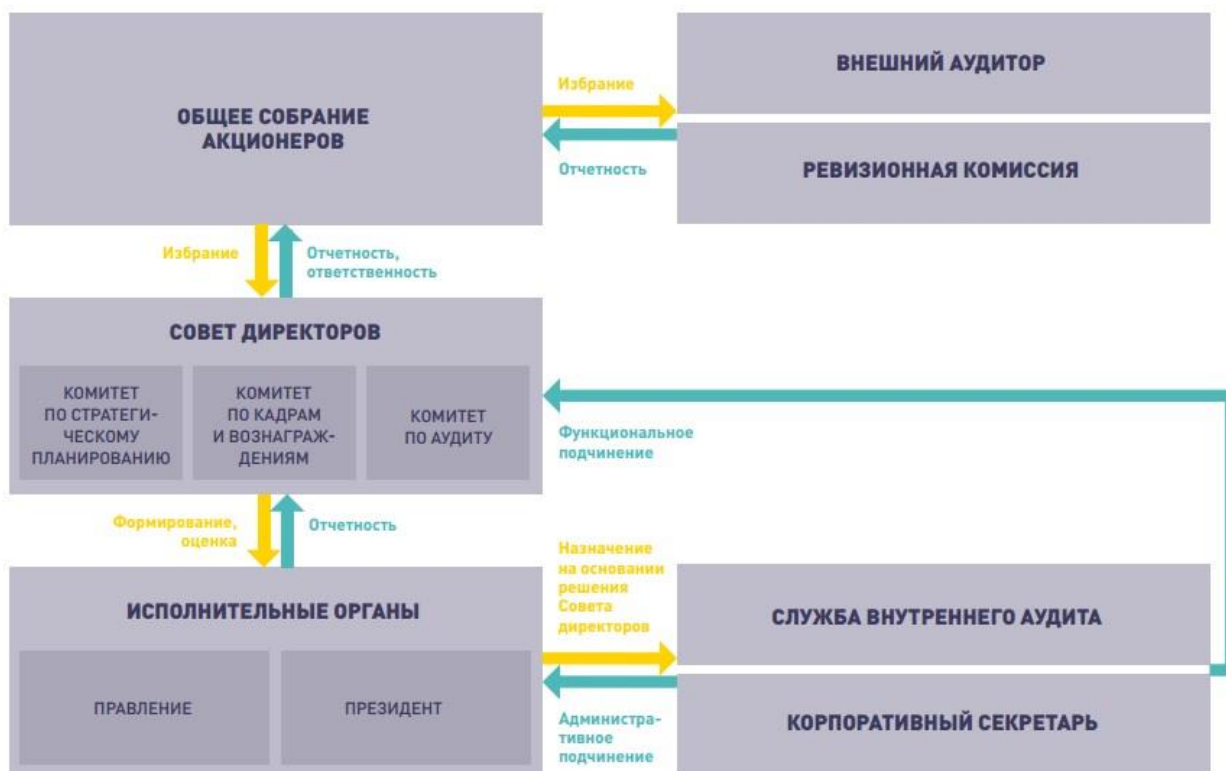 ОБЩЕЕ СОБРАНИЕ
АКЦИОНЕРОВ
Избрание
Отчетность
ВНЕШНИЙ АУДИТОР
РЕВИЗИОННАЯ КОМИССИЯ
Избрание
Отчетность,
ответственность
СОВЕТ ДИРЕКТОРОВ
КОМИТЕТ
ПО СТРАТЕГИ-
ЧЕСКОМУ
ПЛАНИРОВАНИЮ
КОМИТЕТ
ПО КАДРАМ
И ВОЗНАГРАЖ-
ДЕНИЯМ
КОМИТЕТ
ПО АУДИТУ
Функциональное
подчинение
Формирование,
оценка
Отчетность
ИСПОЛНИТЕЛЬНЫЕ ОРГАНЫ
ПРАВЛЕНИЕ
ПРЕЗИДЕНТ
Назначение
на основании
решения
Совета
директоров
Административное
подчинение
СЛУЖБА ВНУТРЕННЕГО АУДИТА
КОРПОРАТИВНЫЙ СЕКРЕТАРЬ